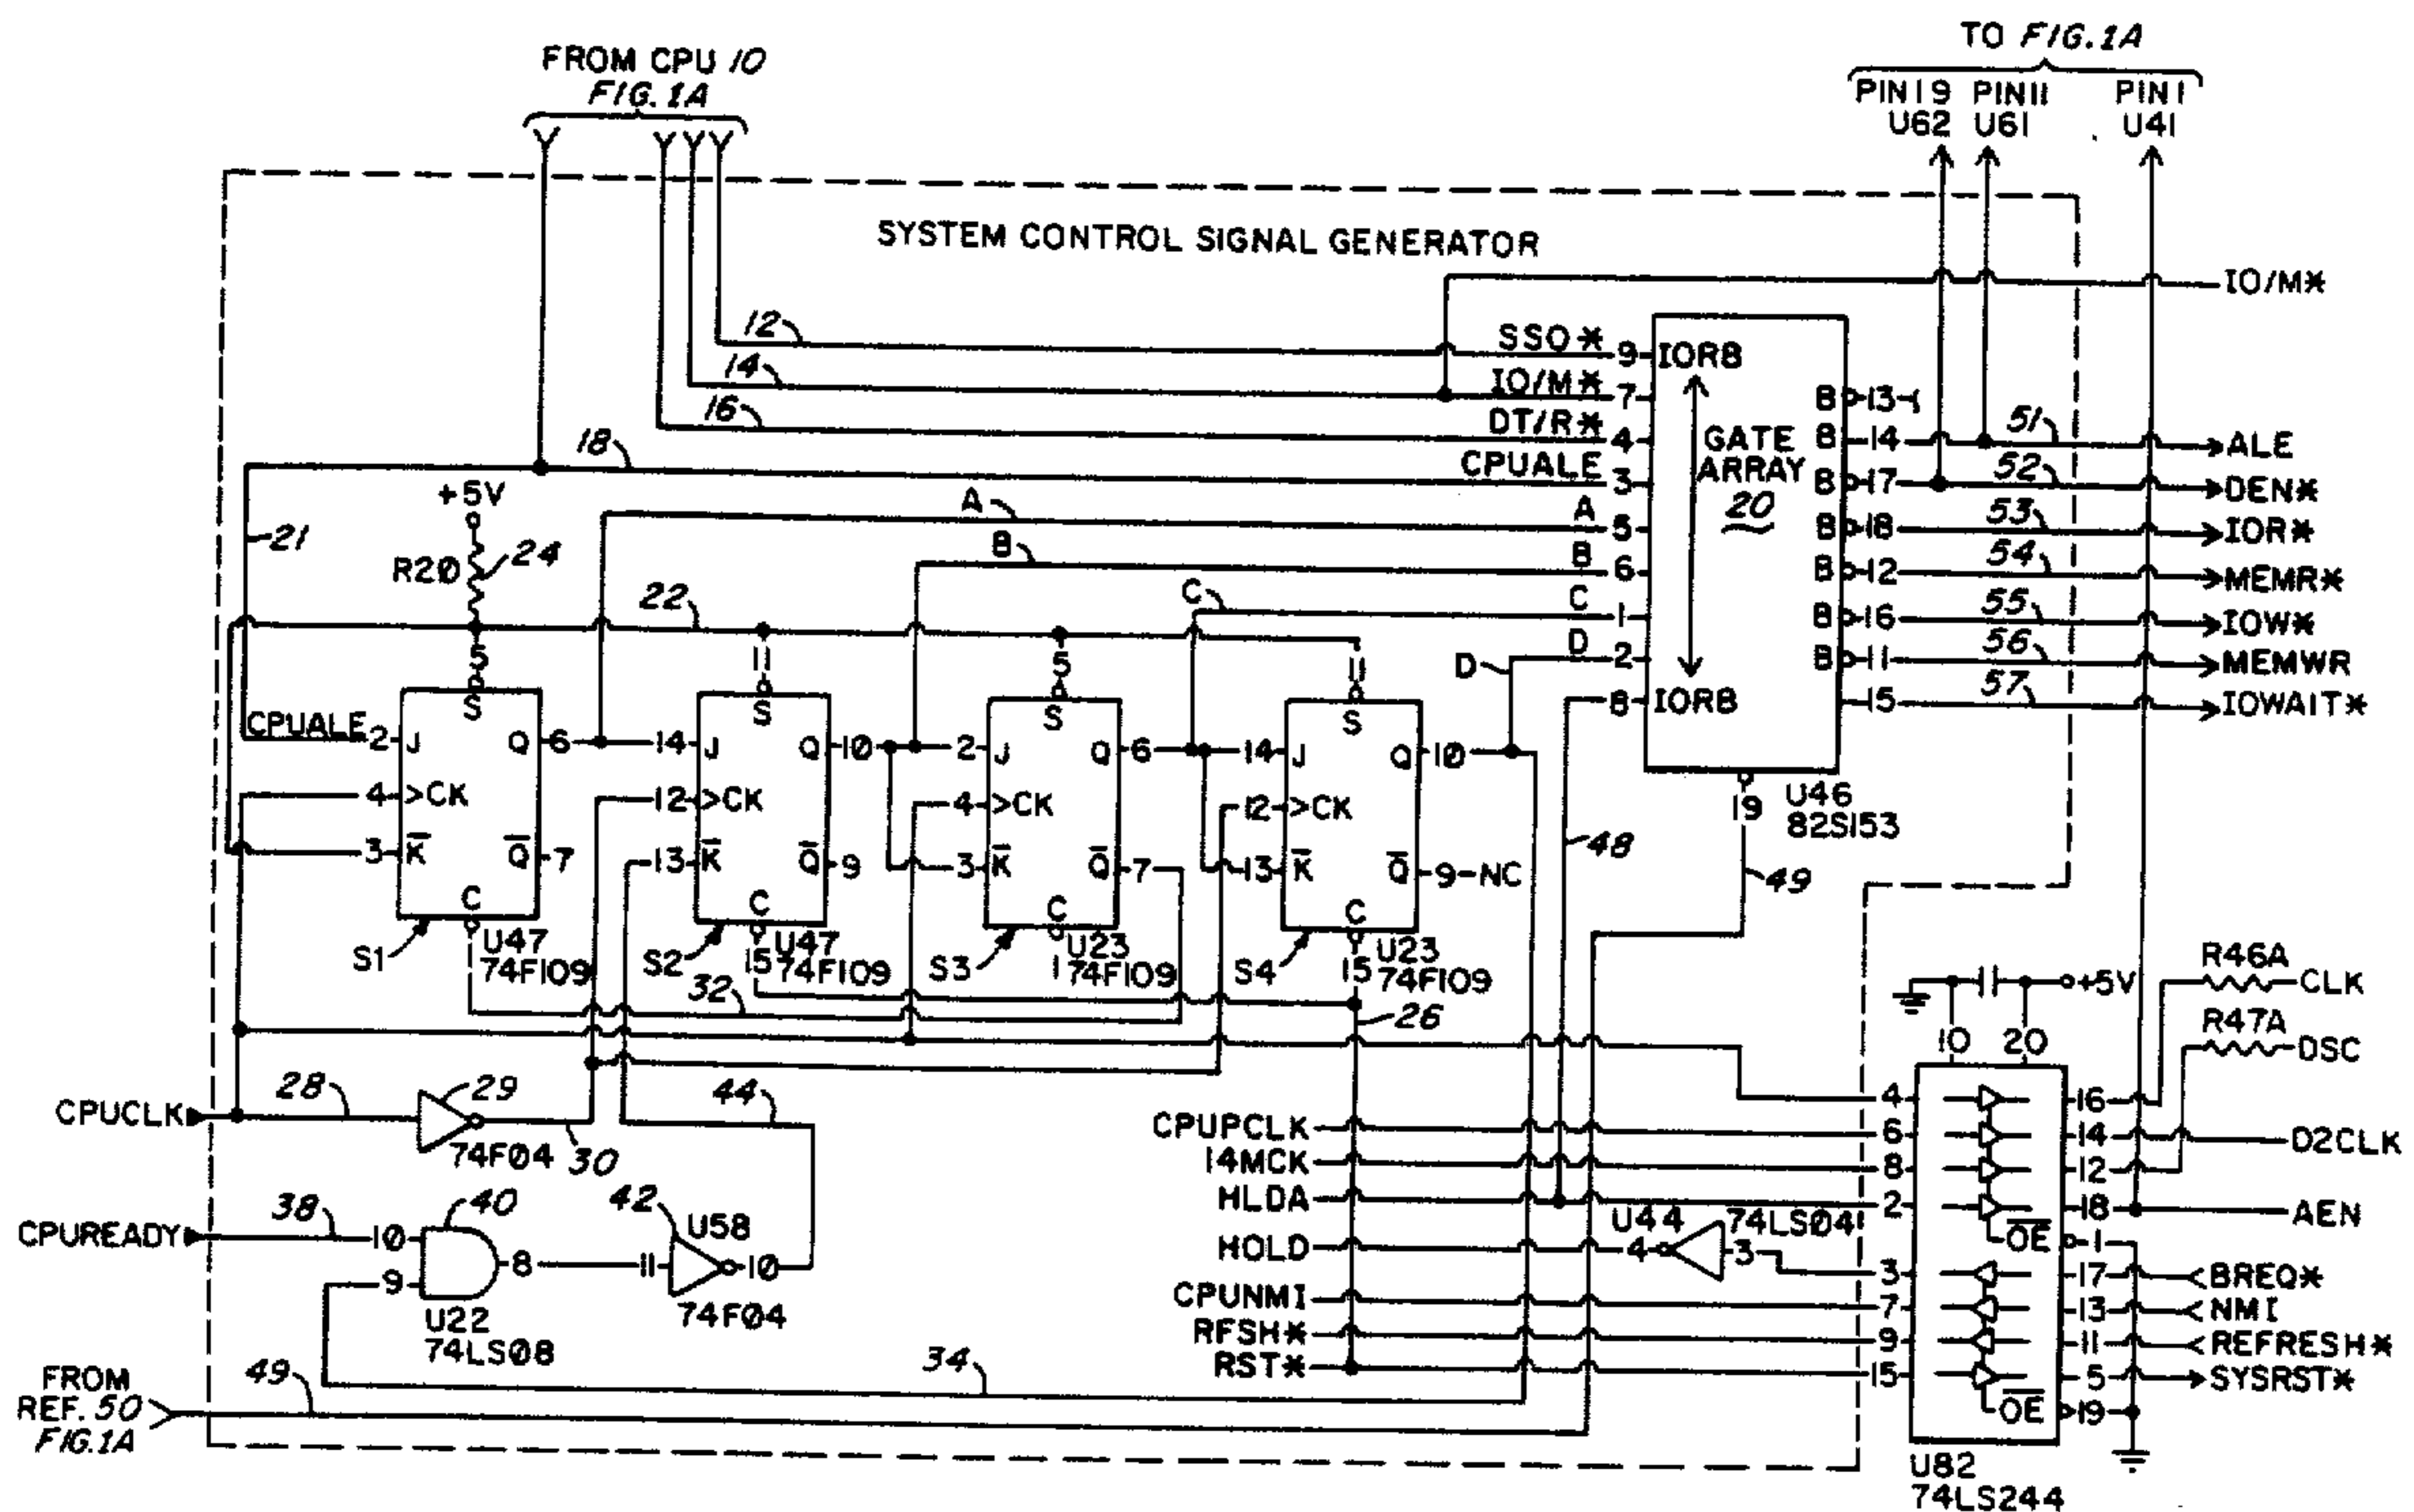 FROM CPU 10
FIG. 1A
TO FIG. 1A
PIN19 PIN11 PIN1
U62 U61 U41
SYSTEM CONTROL SIGNAL GENERATOR
IO/M*
12 SSO* 9 IORB
14 IO/M* 7
16 DT/R* 4
18 CPUALE 3
A A 5
B B 6
C C 1
D D 2
8 IORB
GATE
ARRAY
20
B 13
B 14 51 ALE
B 17 52 DEN*
B 18 53 IOR*
B 12 54 MEMR*
B 16 55 IOW*
B 11 56 MEMWR
15 57 IOWAIT*
19 U46
82S153
48
49
+5V
21
R20 24
22
5 11 5 11
S S S S
CPUALE 2 J Q 6 14 J Q 10 2 J Q 6 14 J Q 10
4 >CK 12 >CK 4 >CK 12 >CK
3 K Q 7 13 K Q 9 3 K Q 7 13 K Q 9 NC
C C C C
S1 U47
74F109
S2 15 U47
74F109
S3 1 U23
74F109
S4 15 U23
74F109
32
26
CPUCLK 28 29
74F04 30
44
CPUREADY 38 10 40 8 11 42 U58 10
9
U22
74LS08
74F04
34
FROM
REF. 50
FIG. 1A
49
CPUPCLK
14MCK
HLDA
HOLD 4 U44 3 74LS04
CPUNMI
RFSH*
RST*
+5V
10 20
R46A
CLK
R47A
DSC
4 16
6 14 D2CLK
8 12
2 18 AEN
OE 1
3 17 BREQ*
7 13 NMI
9 11 REFRESH*
15 5 SYSRST*
OE 19
U82
74LS244